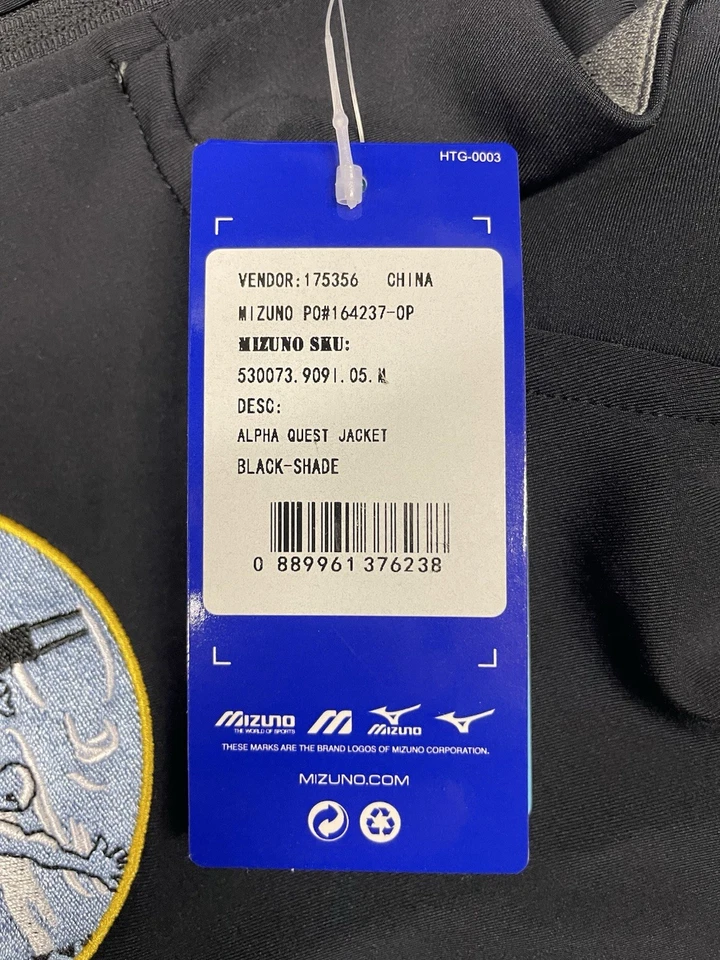 HTG-0003
VENDOR:175356 CHINA
MIZUNO PO#164237-OP
MIZUNO SKU:
530073.9091.05.M
DESC:
ALPHA QUEST JACKET
BLACK-SHADE
0 889961 376238
MIZUNO M MIZUNO
THE WORLD OF SPORTS
THESE MARKS ARE THE BRAND LOGOS OF MIZUNO CORPORATION.
MIZUNO.COM